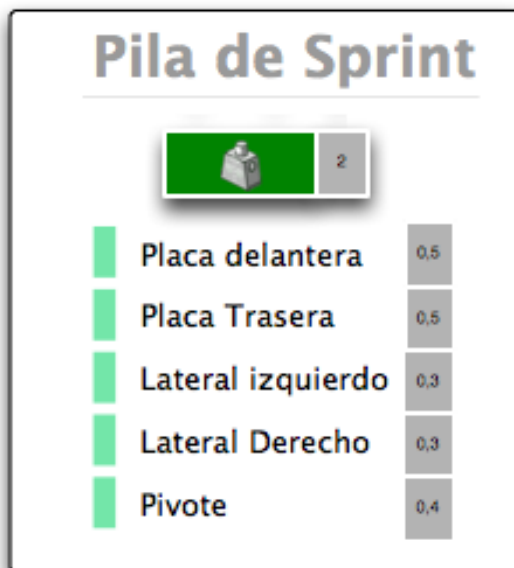 Pila de Sprint
2
Placa delantera 0,5
Placa Trasera 0,5
Lateral izquierdo 0,3
Lateral Derecho 0,3
Pivote 0,4